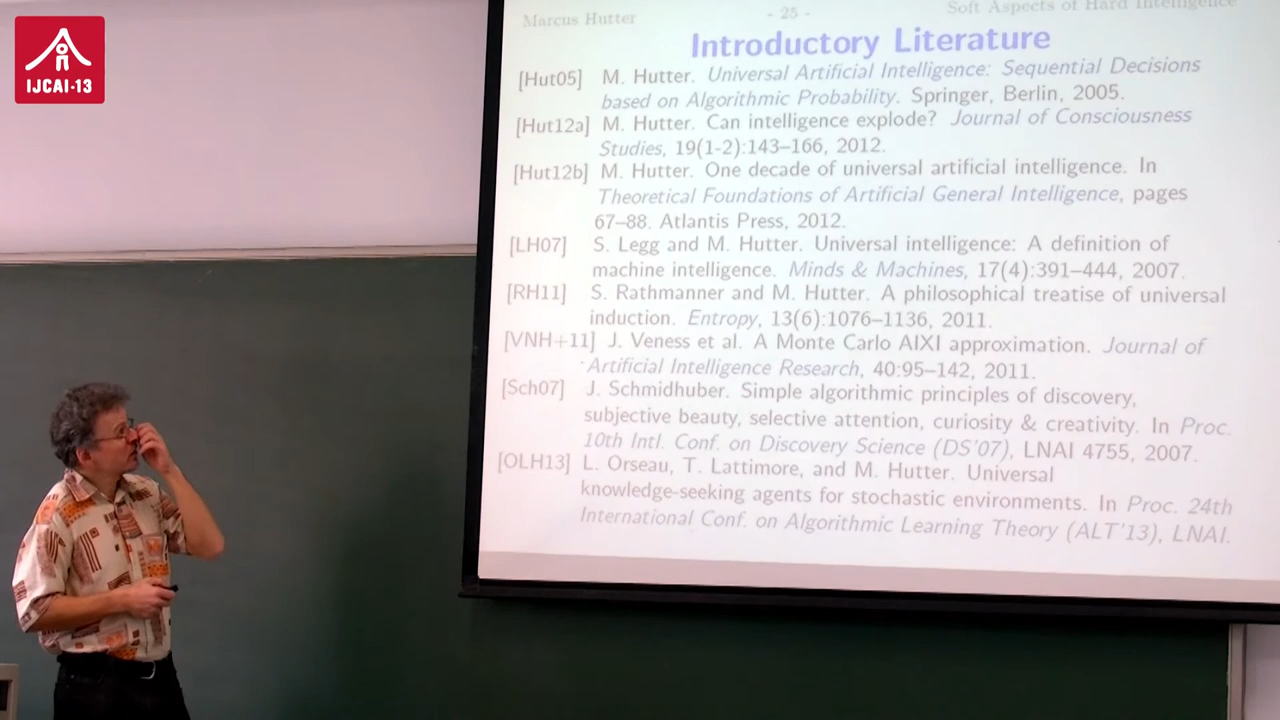 IJCAI-13
Marcus Hutter - 25 - Soft Aspects of Hard Intelligence
Introductory Literature
[Hut05] M. Hutter. Universal Artificial Intelligence: Sequential Decisions
based on Algorithmic Probability. Springer, Berlin, 2005.
[Hut12a] M. Hutter. Can intelligence explode? Journal of Consciousness
Studies, 19(1-2):143–166, 2012.
[Hut12b] M. Hutter. One decade of universal artificial intelligence. In
Theoretical Foundations of Artificial General Intelligence, pages
67–88. Atlantis Press, 2012.
[LH07] S. Legg and M. Hutter. Universal intelligence: A definition of
machine intelligence. Minds & Machines, 17(4):391–444, 2007.
[RH11] S. Rathmanner and M. Hutter. A philosophical treatise of universal
induction. Entropy, 13(6):1076–1136, 2011.
[VNH+11] J. Veness et al. A Monte Carlo AIXI approximation. Journal of
Artificial Intelligence Research, 40:95–142, 2011.
[Sch07] J. Schmidhuber. Simple algorithmic principles of discovery,
subjective beauty, selective attention, curiosity & creativity. In Proc.
10th Intl. Conf. on Discovery Science (DS'07), LNAI 4755, 2007.
[OLH13] L. Orseau, T. Lattimore, and M. Hutter. Universal
knowledge-seeking agents for stochastic environments. In Proc. 24th
International Conf. on Algorithmic Learning Theory (ALT'13), LNAI.